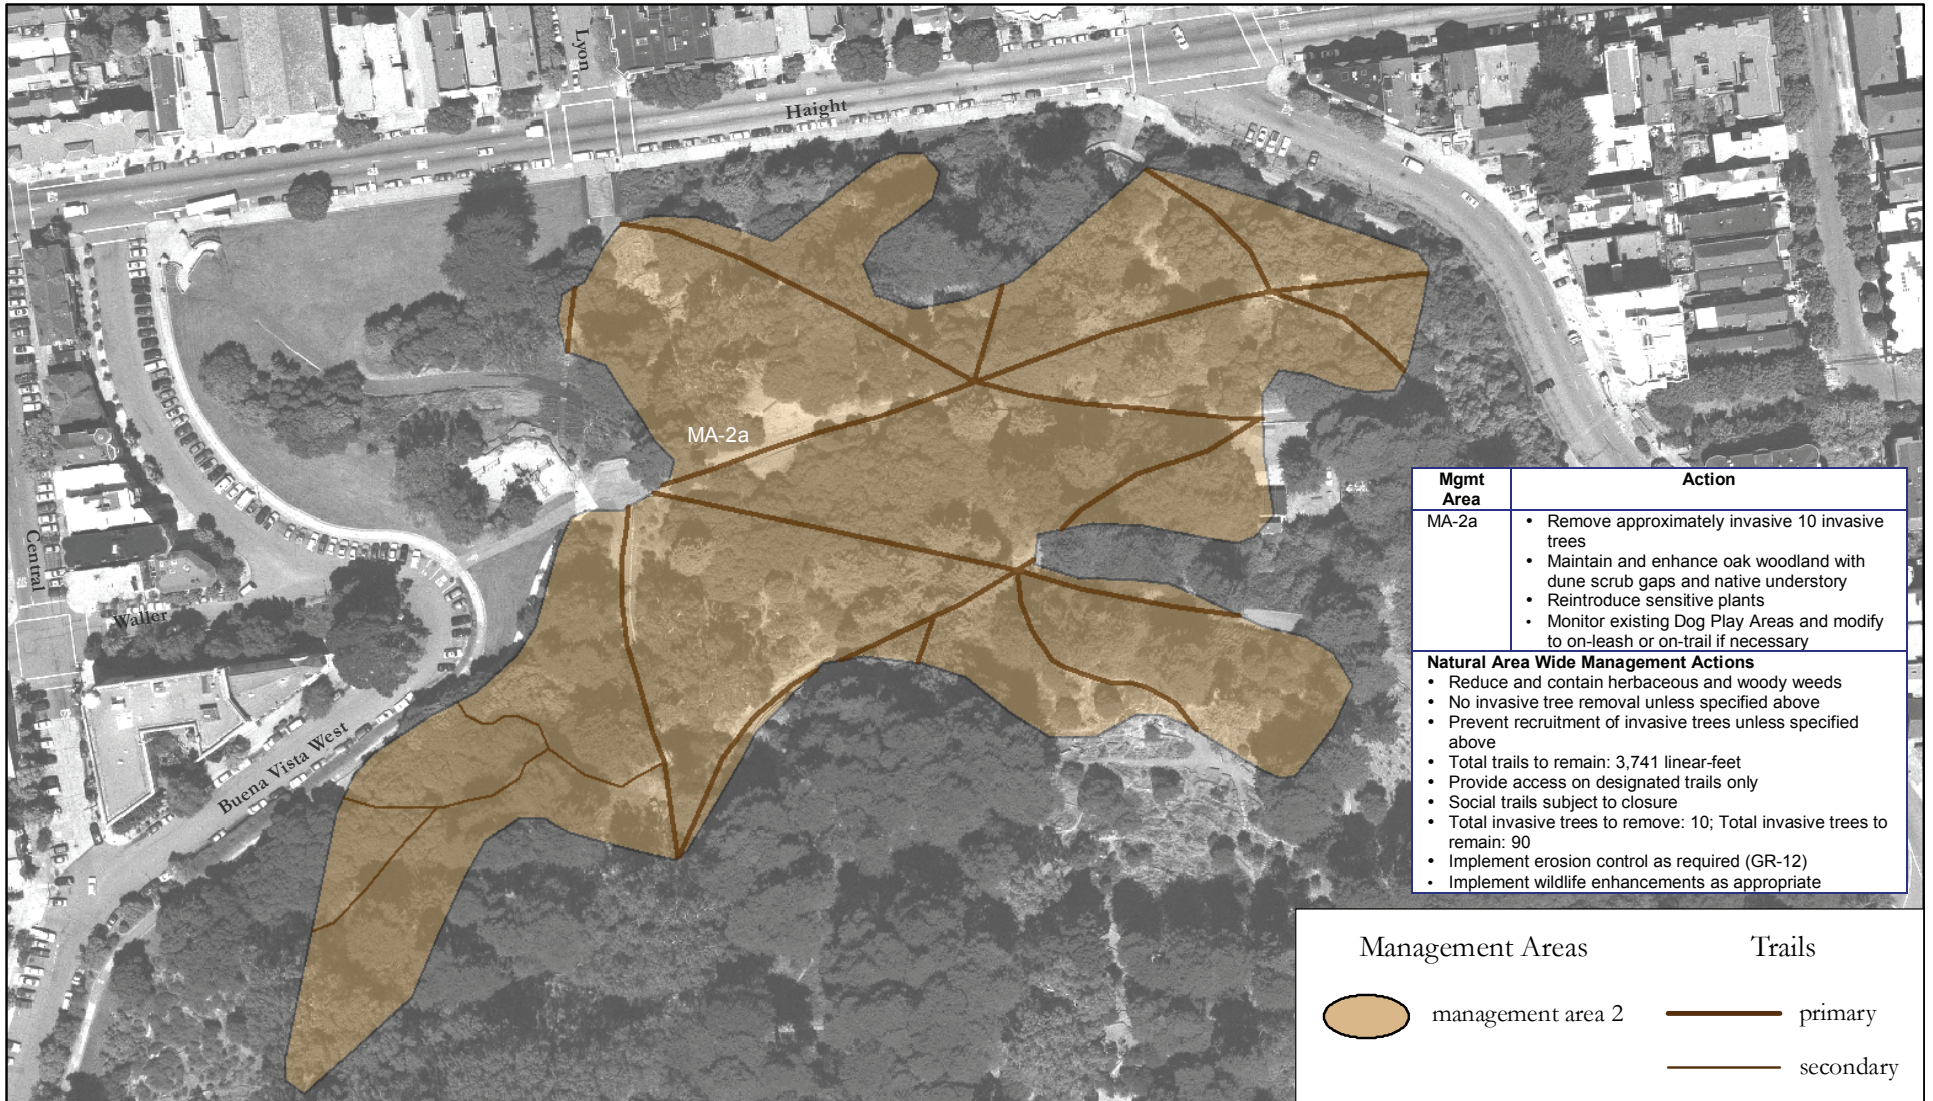 Lyon
Haight
MA-2a
Central
Waller
Buena Vista West
Mgmt
Area
Action
MA-2a
• Remove approximately invasive 10 invasive
trees
• Maintain and enhance oak woodland with
dune scrub gaps and native understory
• Reintroduce sensitive plants
• Monitor existing Dog Play Areas and modify
to on-leash or on-trail if necessary
Natural Area Wide Management Actions
• Reduce and contain herbaceous and woody weeds
• No invasive tree removal unless specified above
• Prevent recruitment of invasive trees unless specified
above
• Total trails to remain: 3,741 linear-feet
• Provide access on designated trails only
• Social trails subject to closure
• Total invasive trees to remove: 10; Total invasive trees to
remain: 90
• Implement erosion control as required (GR-12)
• Implement wildlife enhancements as appropriate
Management Areas
management area 2
Trails
primary
secondary